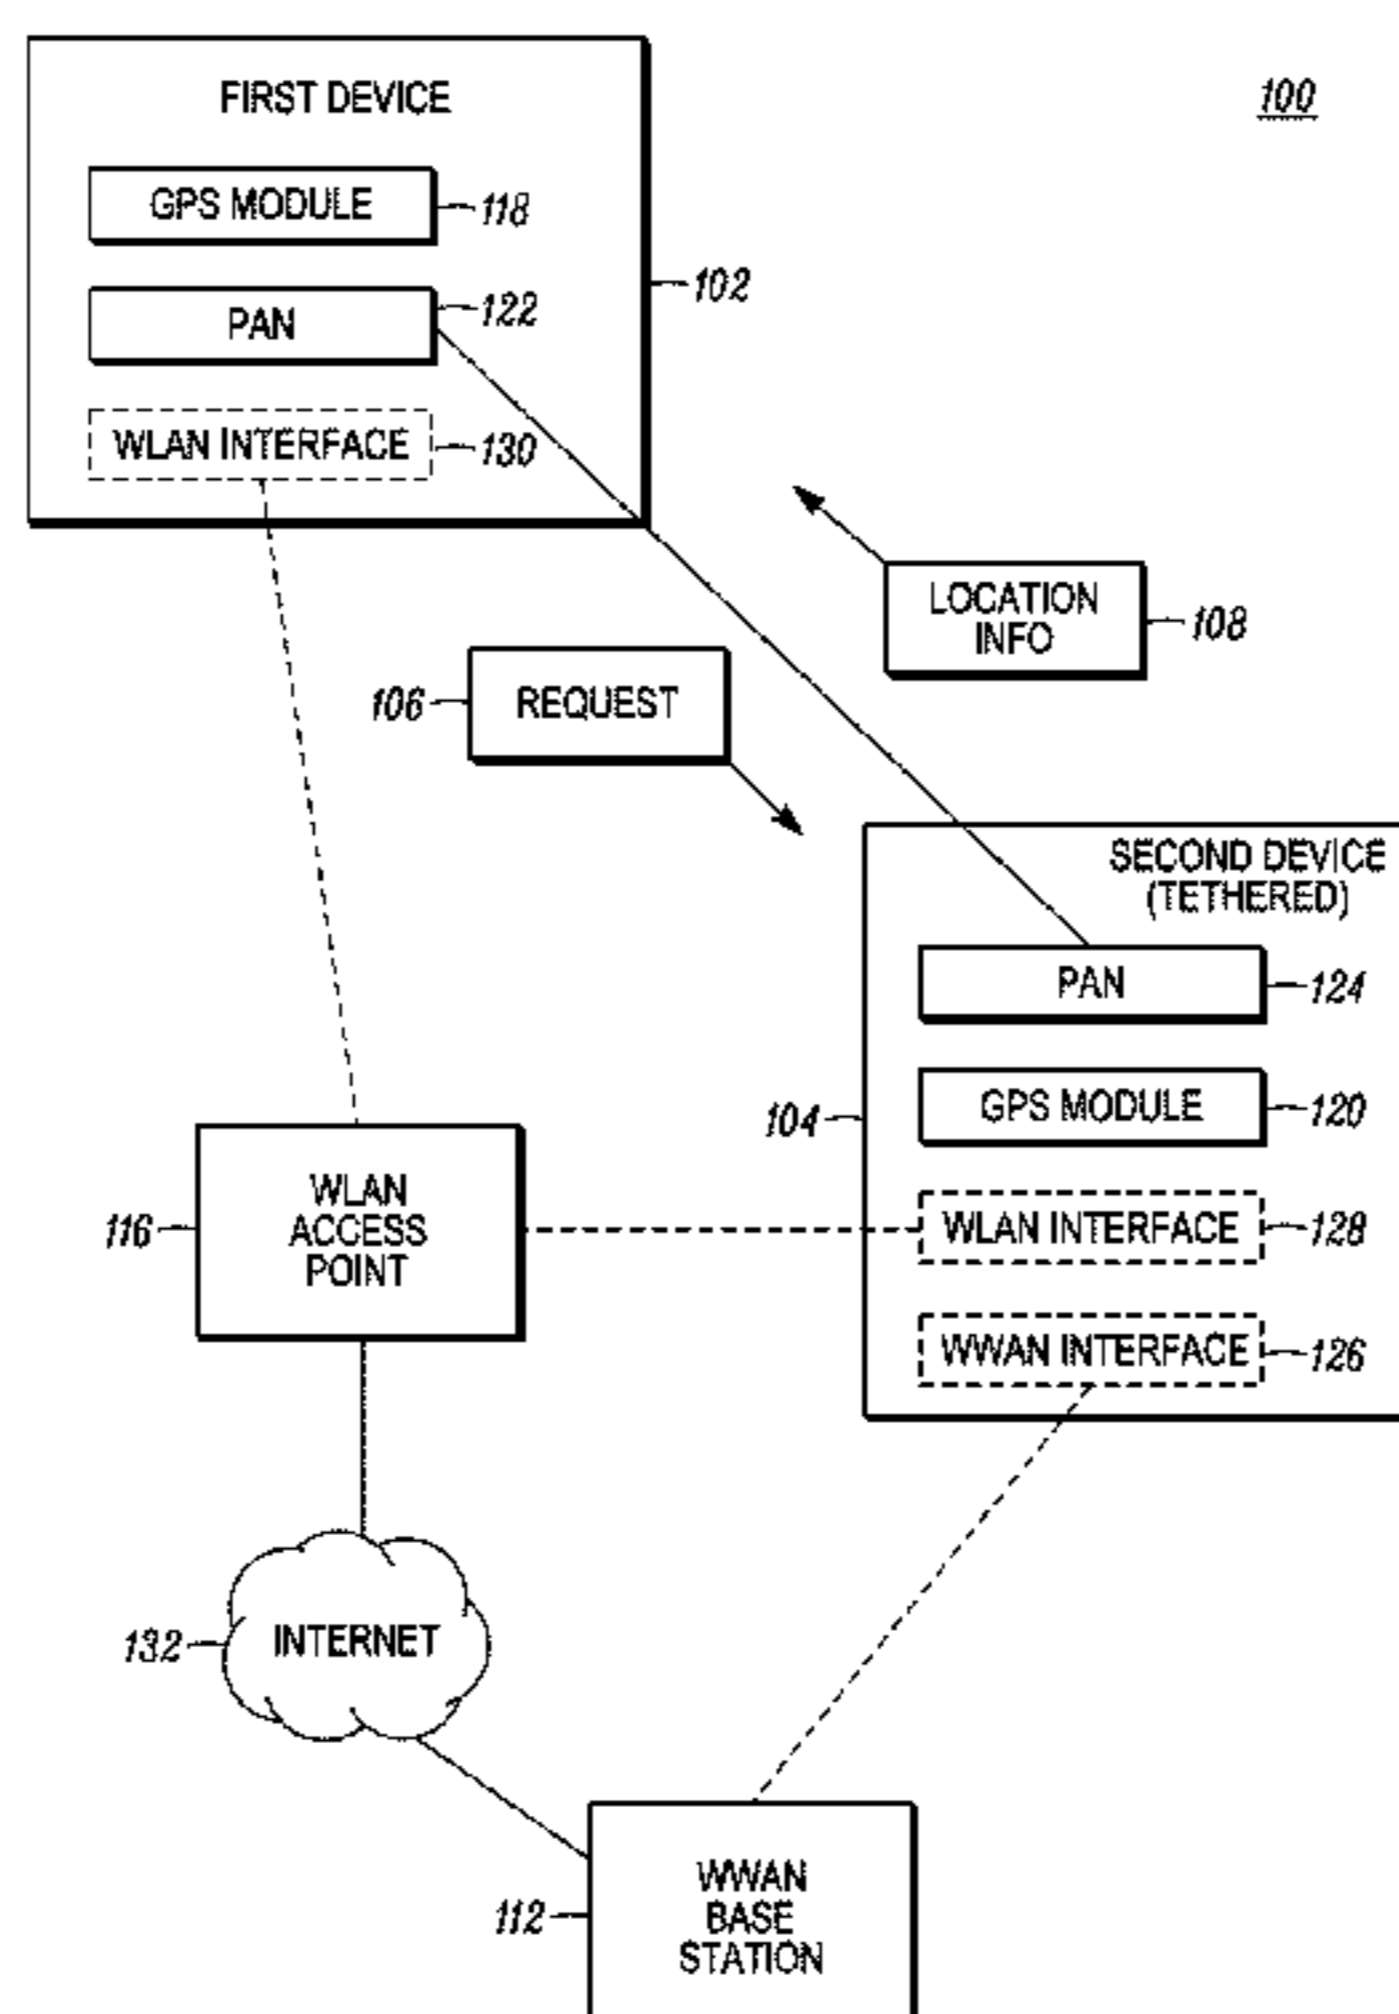 100
FIRST DEVICE
GPS MODULE
118
102
PAN
122
WLAN INTERFACE
130
LOCATION
INFO
108
106
REQUEST
SECOND DEVICE
(TETHERED)
PAN
124
104
GPS MODULE
120
116
WLAN
ACCESS
POINT
WLAN INTERFACE
128
WWAN INTERFACE
126
132
INTERNET
112
WWAN
BASE
STATION